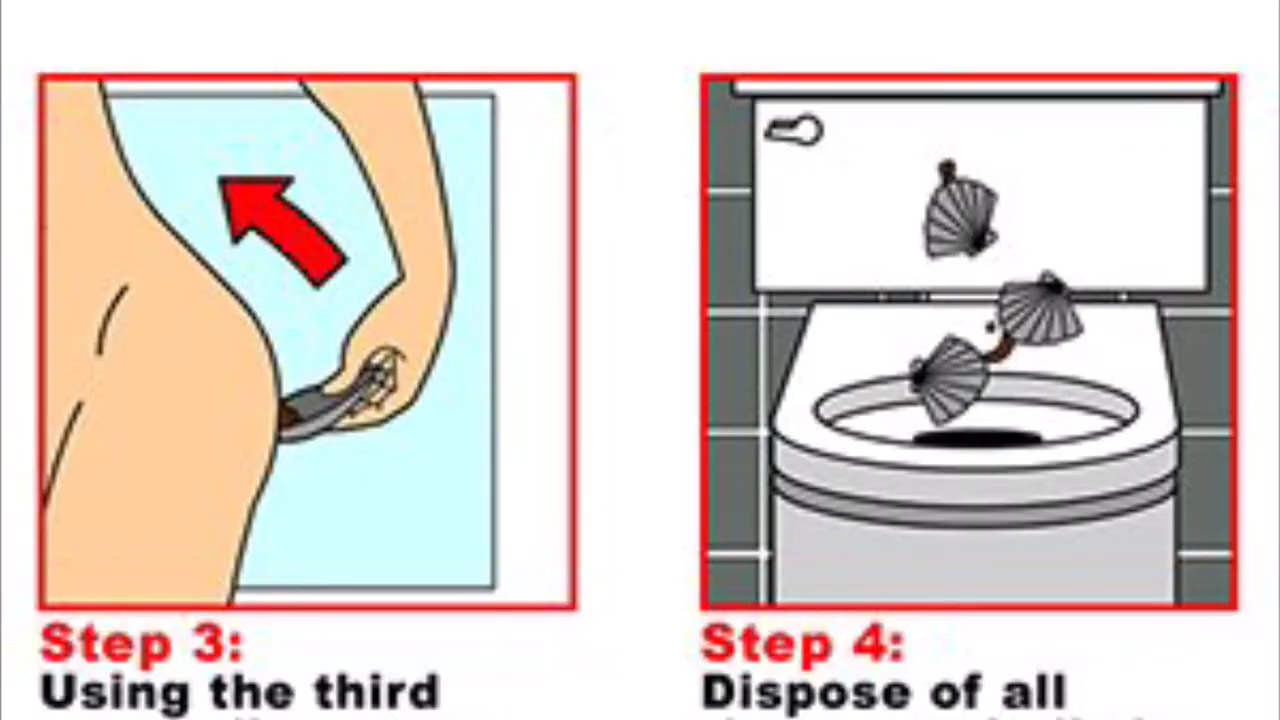 Step 3:
Using the third
Step 4:
Dispose of all